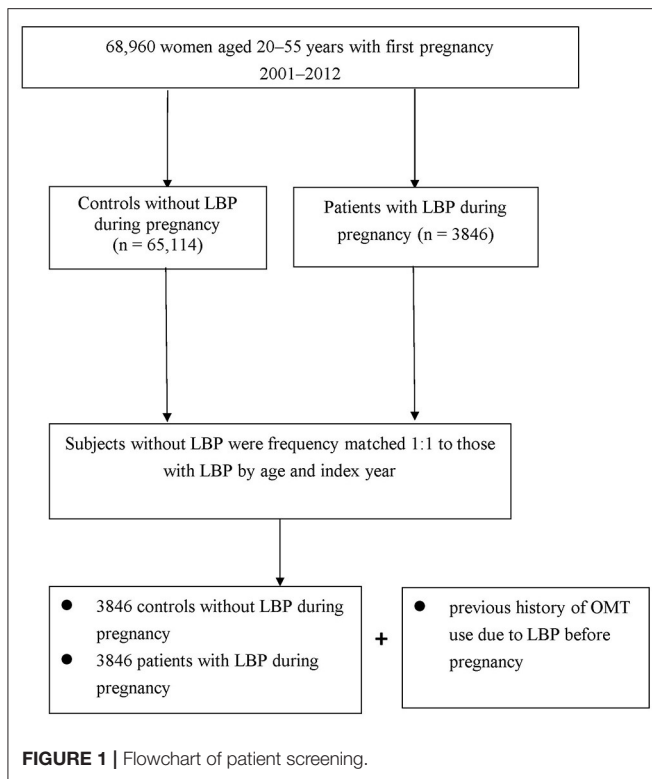 68,960 women aged 20–55 years with first pregnancy
2001–2012
Controls without LBP
during pregnancy
(n = 65,114)
Patients with LBP during
pregnancy (n = 3846)
Subjects without LBP were frequency matched 1:1 to those
with LBP by age and index year
● 3846 controls without LBP during
pregnancy
● 3846 patients with LBP during
pregnancy
+
● previous history of OMT
use due to LBP before
pregnancy
FIGURE 1 | Flowchart of patient screening.